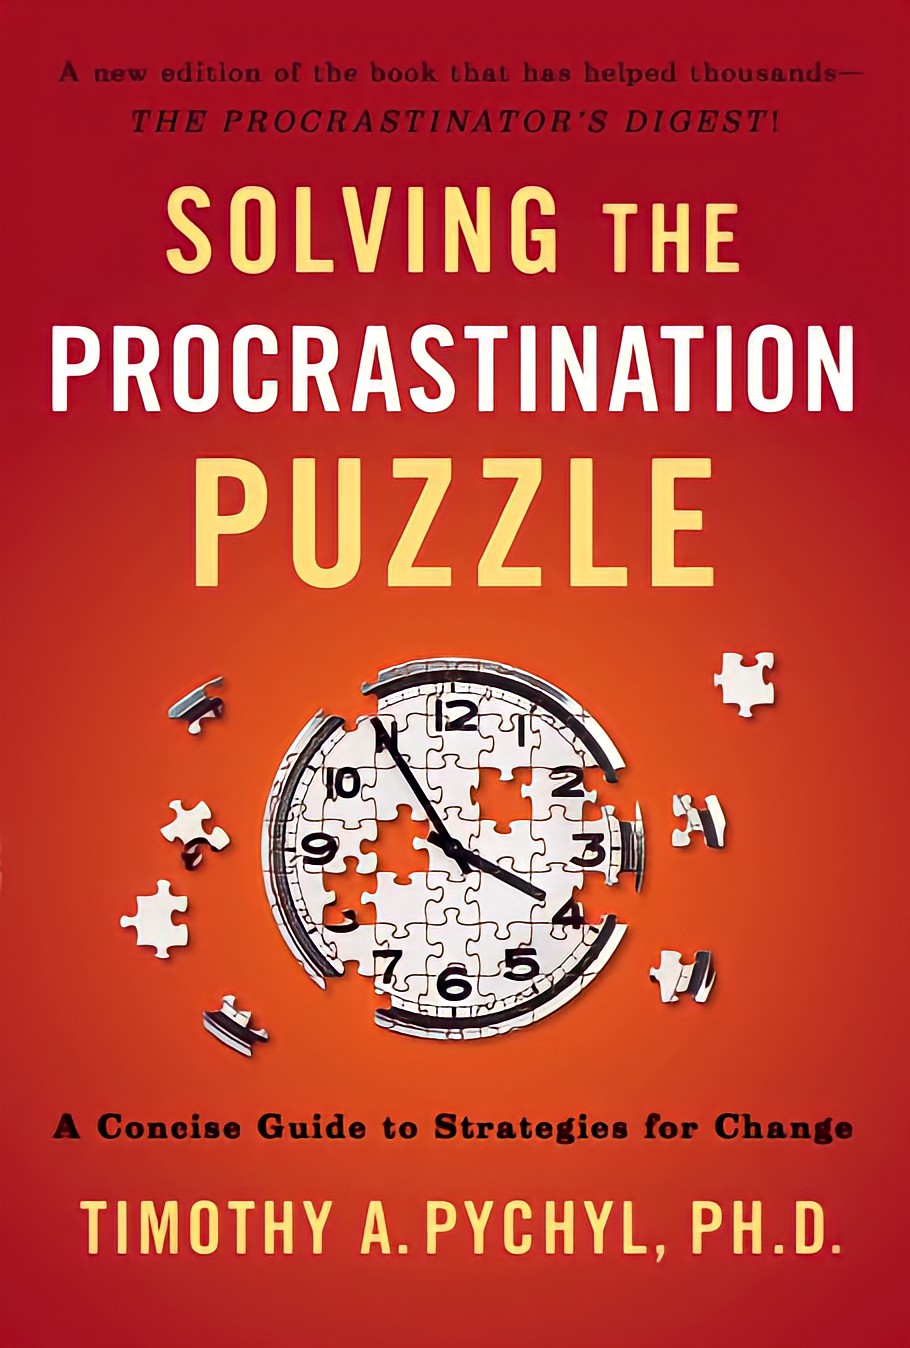 A new edition of the book that has helped thousands—
THE PROCRASTINATOR'S DIGEST!
SOLVING THE
PROCRASTINATION
PUZZLE
12
1
2
10
9
3
4
7
5
6
A Concise Guide to Strategies for Change
TIMOTHY A. PYCHYL, PH.D.